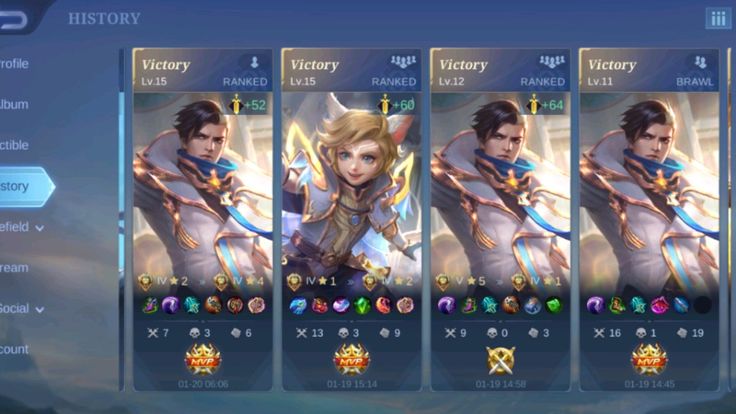 HISTORY
rofile
Album
ctible
story
efield
ream
Social
count
Victory
Lv.15
RANKED
+52
IV 2 » IV 4
7 3 6
MVP
01-20 06:06
Victory
Lv.15
RANKED
+60
IV 1 » IV 2
13 3 9
MVP
01-19 15:14
Victory
Lv.12
RANKED
+64
V 5 » IV 1
9 0 3
01-19 14:58
Victory
Lv.11
BRAWL
16 1 19
MVP
01-19 14:45